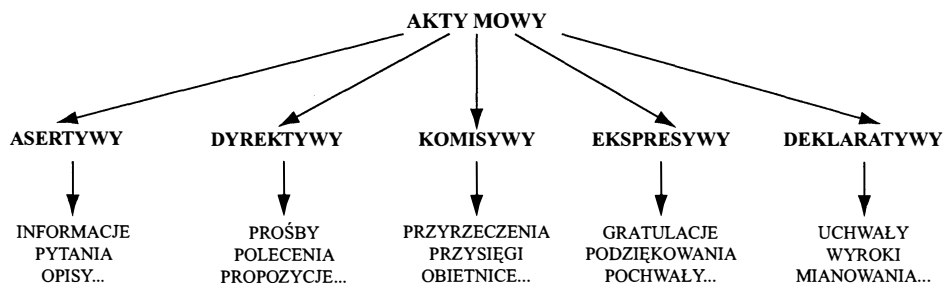 AKTY MOWY
ASERTYWY DYREKTYWY KOMISYWY EKSPRESYWY DEKLARATYWY
INFORMACJE
PYTANIA
OPISY...
PROŚBY
POLECENIA
PROPOZYCJE...
PRZYRZECZENIA
PRZYSIĘGI
OBIETNICE...
GRATULACJE
PODZIĘKOWANIA
POCHWAŁY...
UCHWAŁY
WYROKI
MIANOWANIA...